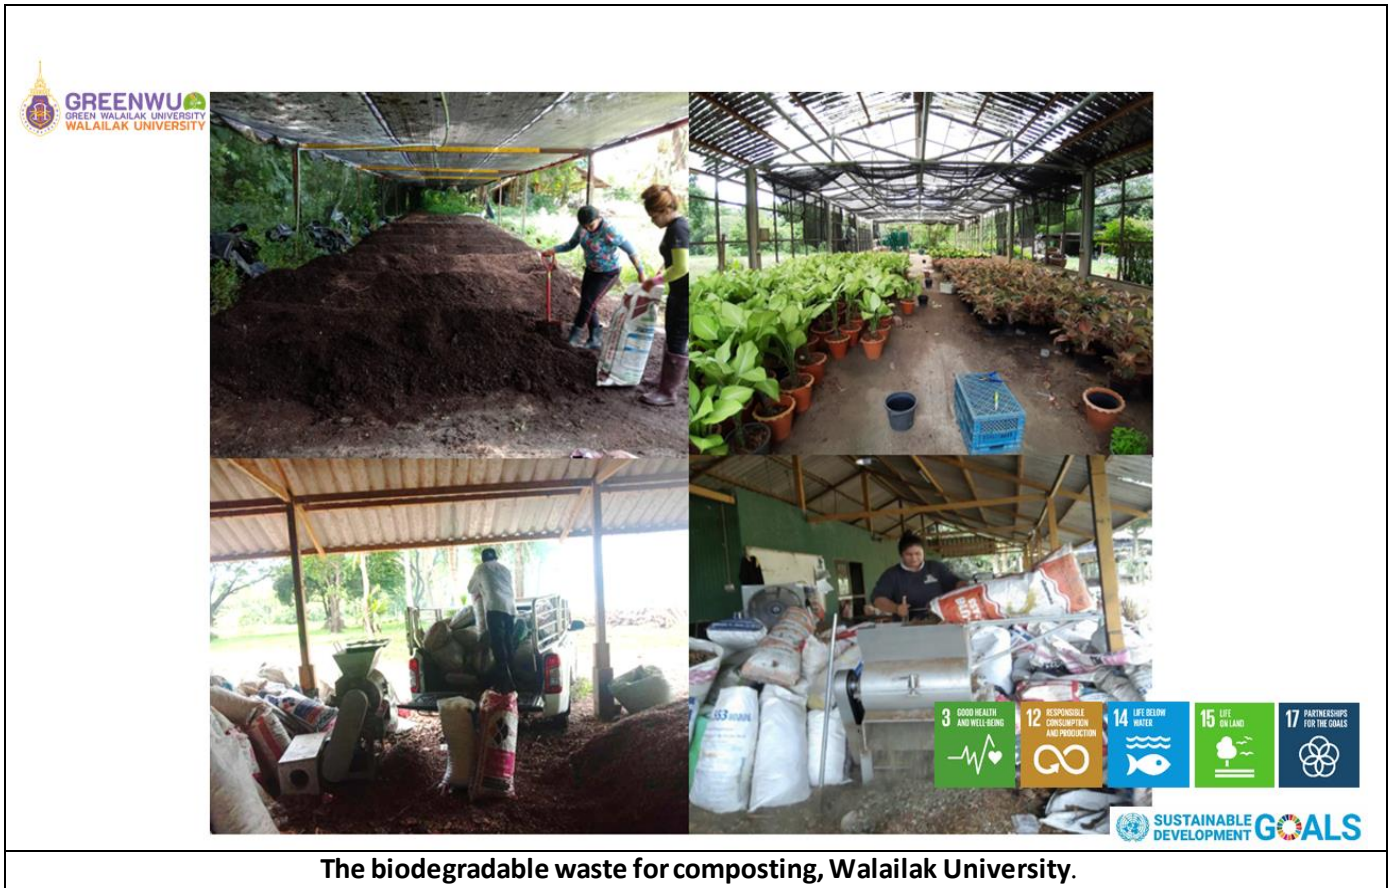 GREENWU
GREEN WALAILAK UNIVERSITY
WALAILAK UNIVERSITY
3 GOOD HEALTH
AND WELL-BEING
12 RESPONSIBLE
CONSUMPTION
AND PRODUCTION
14 LIFE BELOW
WATER
15 LIFE
ON LAND
17 PARTNERSHIPS
FOR THE GOALS
SUSTAINABLE
DEVELOPMENT
GOALS
The biodegradable waste for composting, Walailak University.